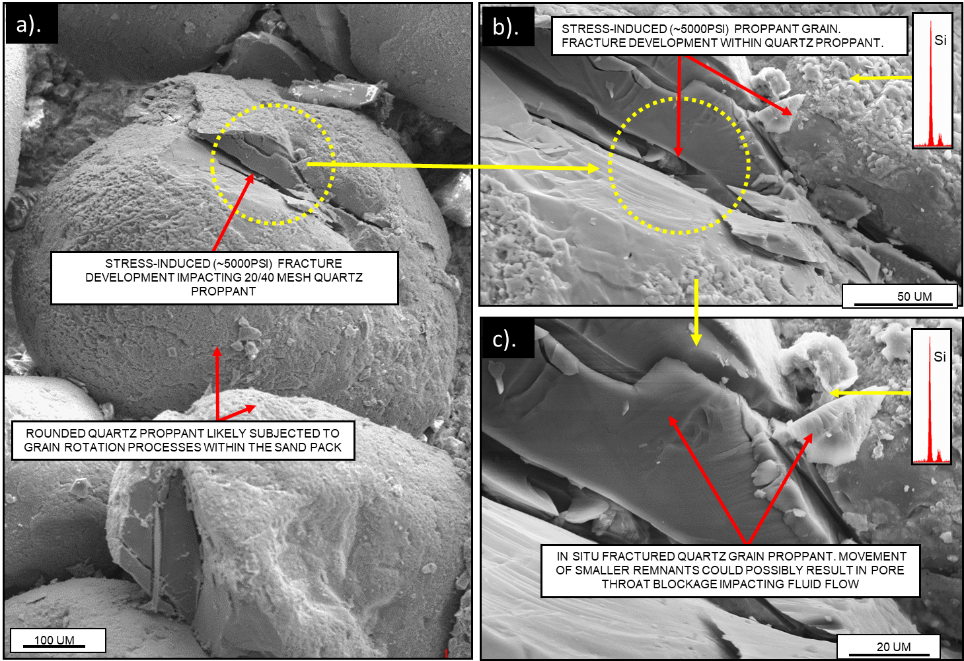 a).
STRESS-INDUCED (~5000PSI) FRACTURE
DEVELOPMENT IMPACTING 20/40 MESH QUARTZ
PROPPANT
ROUNDED QUARTZ PROPPANT LIKELY SUBJECTED TO
GRAIN ROTATION PROCESSES WITHIN THE SAND PACK
100 UM
b).
STRESS-INDUCED (~5000PSI) PROPPANT GRAIN.
FRACTURE DEVELOPMENT WITHIN QUARTZ PROPPANT.
Si
50 UM
c).
Si
IN SITU FRACTURED QUARTZ GRAIN PROPPANT. MOVEMENT
OF SMALLER REMNANTS COULD POSSIBLY RESULT IN PORE
THROAT BLOCKAGE IMPACTING FLUID FLOW
20 UM